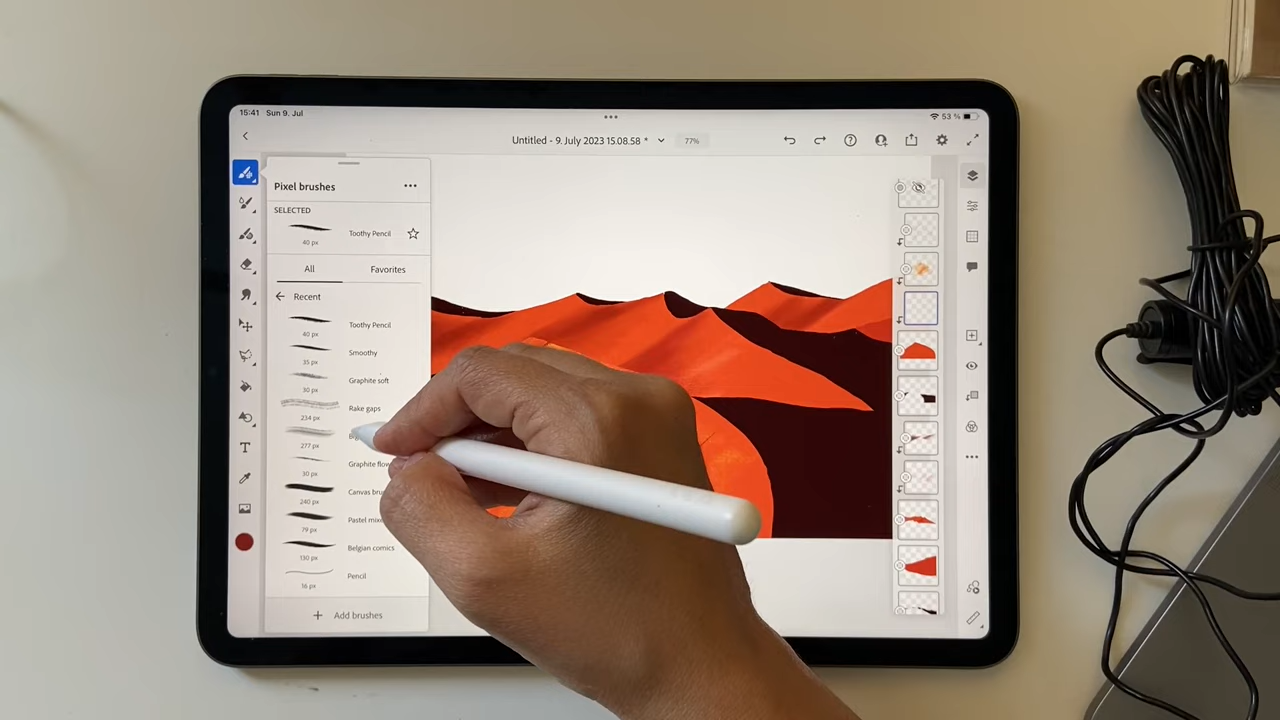 15:41 Sun 9. Jul
53 %
Untitled - 9. July 2023 15.08.58 *
77%
Pixel brushes
SELECTED
Toothy Pencil
40 px
All Favorites
Recent
Toothy Pencil
40 px
Smoothy
35 px
Graphite soft
30 px
Rake gaps
234 px
277 px
Graphite flow
30 px
Canvas bru
240 px
Pastel mixe
79 px
Belgian comics
130 px
Pencil
16 px
Add brushes
T